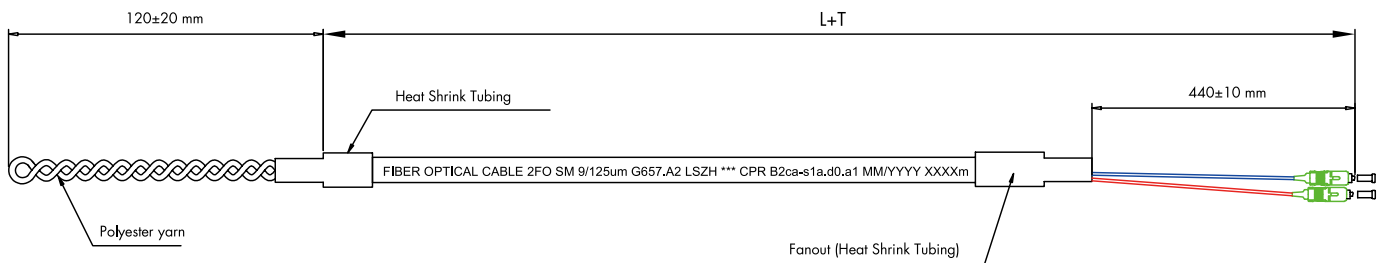 120±20 mm
L+T
440±10 mm
Heat Shrink Tubing
FIBER OPTICAL CABLE 2FO SM 9/125um G657.A2 LSZH *** CPR B2ca-s1a.d0.a1 MM/YYYY XXXXm
Polyester yarn
Fanout (Heat Shrink Tubing)